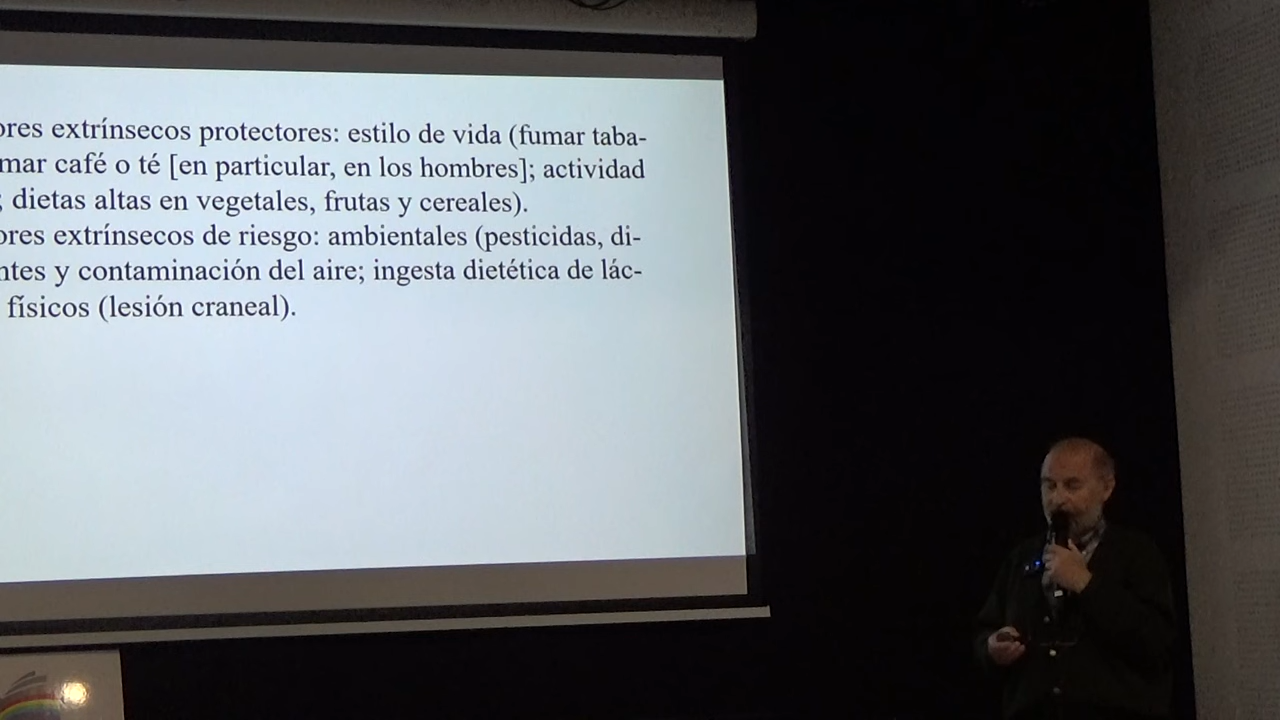 ores extrínsecos protectores: estilo de vida (fumar taba-
mar café o té [en particular, en los hombres]; actividad
; dietas altas en vegetales, frutas y cereales).
ores extrínsecos de riesgo: ambientales (pesticidas, di-
ntes y contaminación del aire; ingesta dietética de lác-
físicos (lesión craneal).